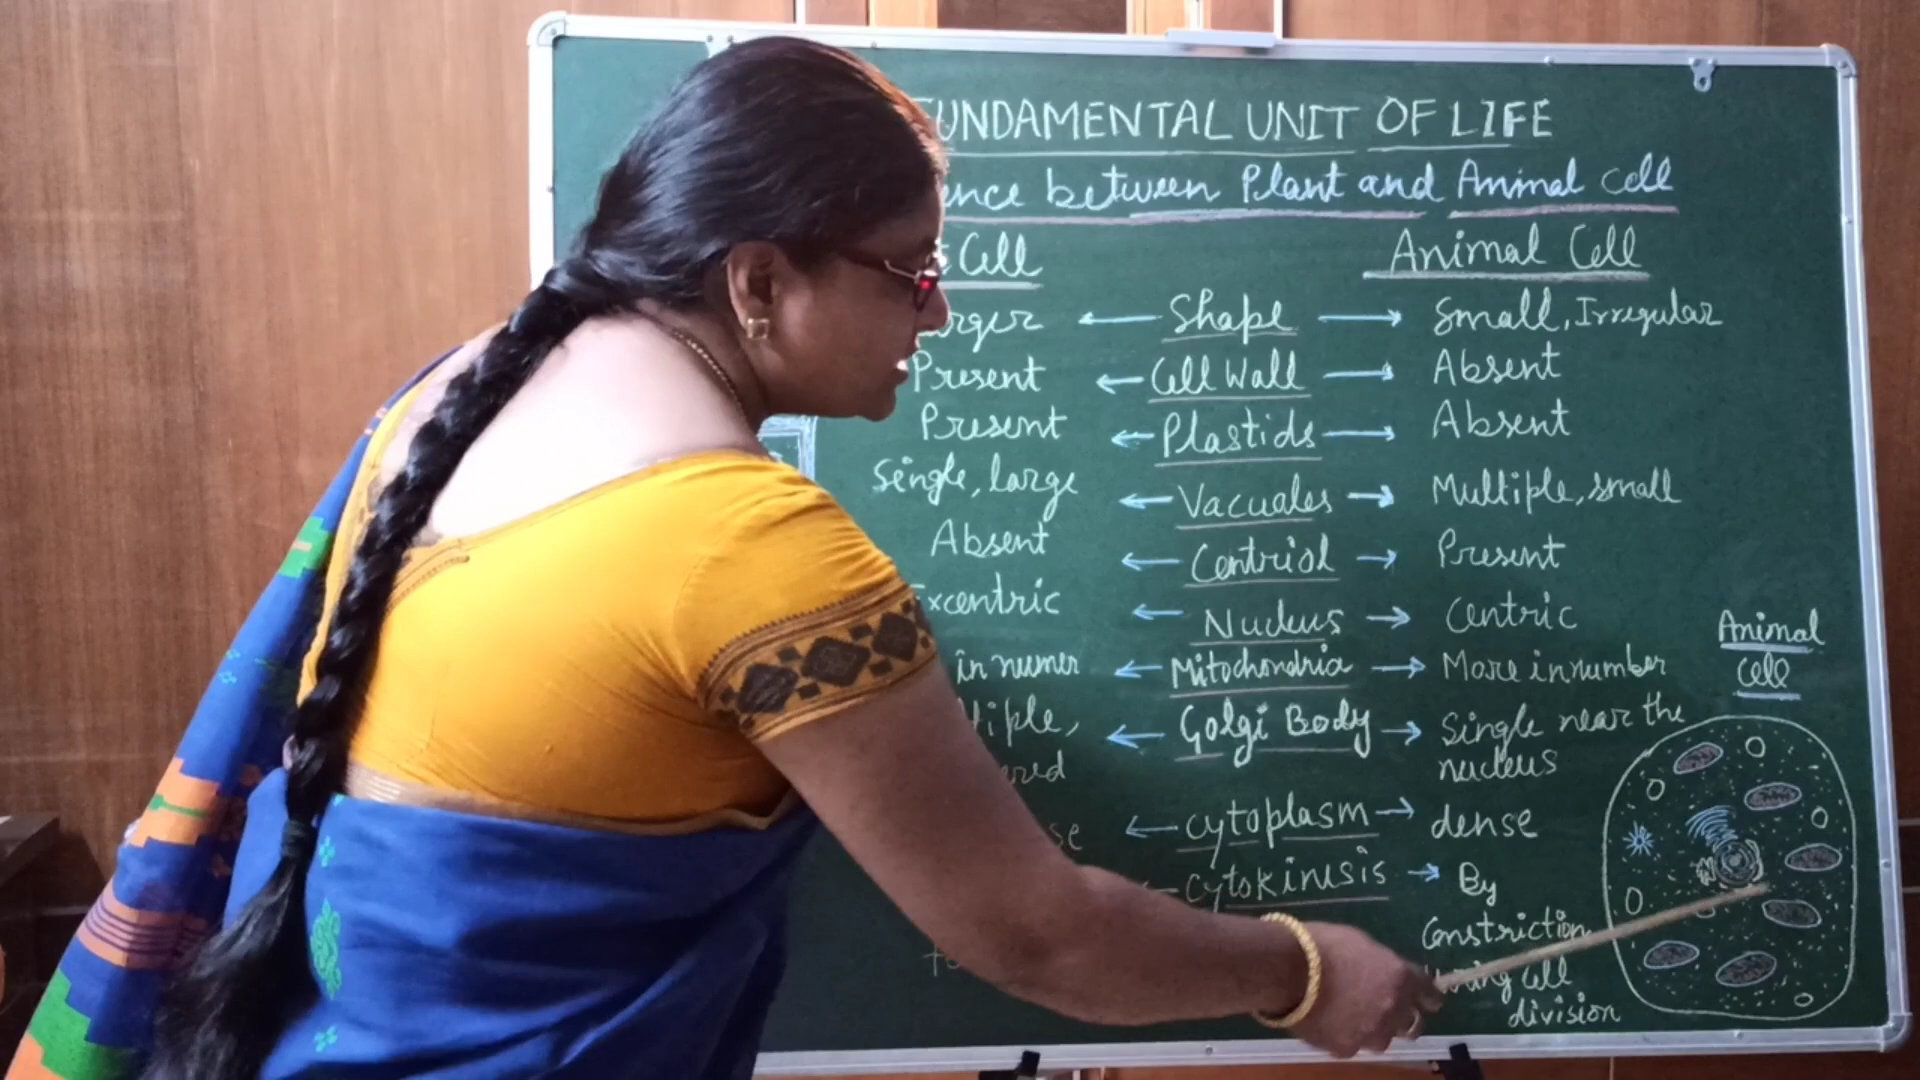 FUNDAMENTAL UNIT OF LIFE
between Plant and Animal cell
Cell Animal Cell
Shape Small, Irregular
Present Cell Wall Absent
Present Plastids Absent
Single, large Vacuoles Multiple, small
Absent Centriol Present
Excentric Nucleus Centric
in numer Mitochondria More in number
Golgi Body Single near the
nucleus
cytoplasm dense
cytokinesis By
Constriction
cell
division
Animal
cell